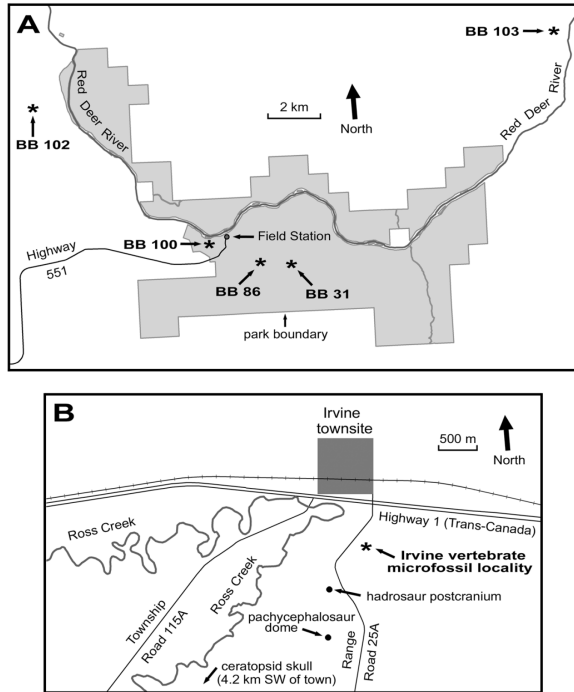 A
BB 103
Red Deer River
Red Deer River
2 km
North
BB 102
BB 100
Field Station
Highway
551
BB 86
BB 31
park boundary
B
Irvine
townsite
500 m
North
Highway 1 (Trans-Canada)
Ross Creek
Irvine vertebrate
microfossil locality
Ross Creek
hadrosaur postcranium
Township
Road 115A
pachycephalosaur
dome
Range
Road 25A
ceratopsid skull
(4.2 km SW of town)